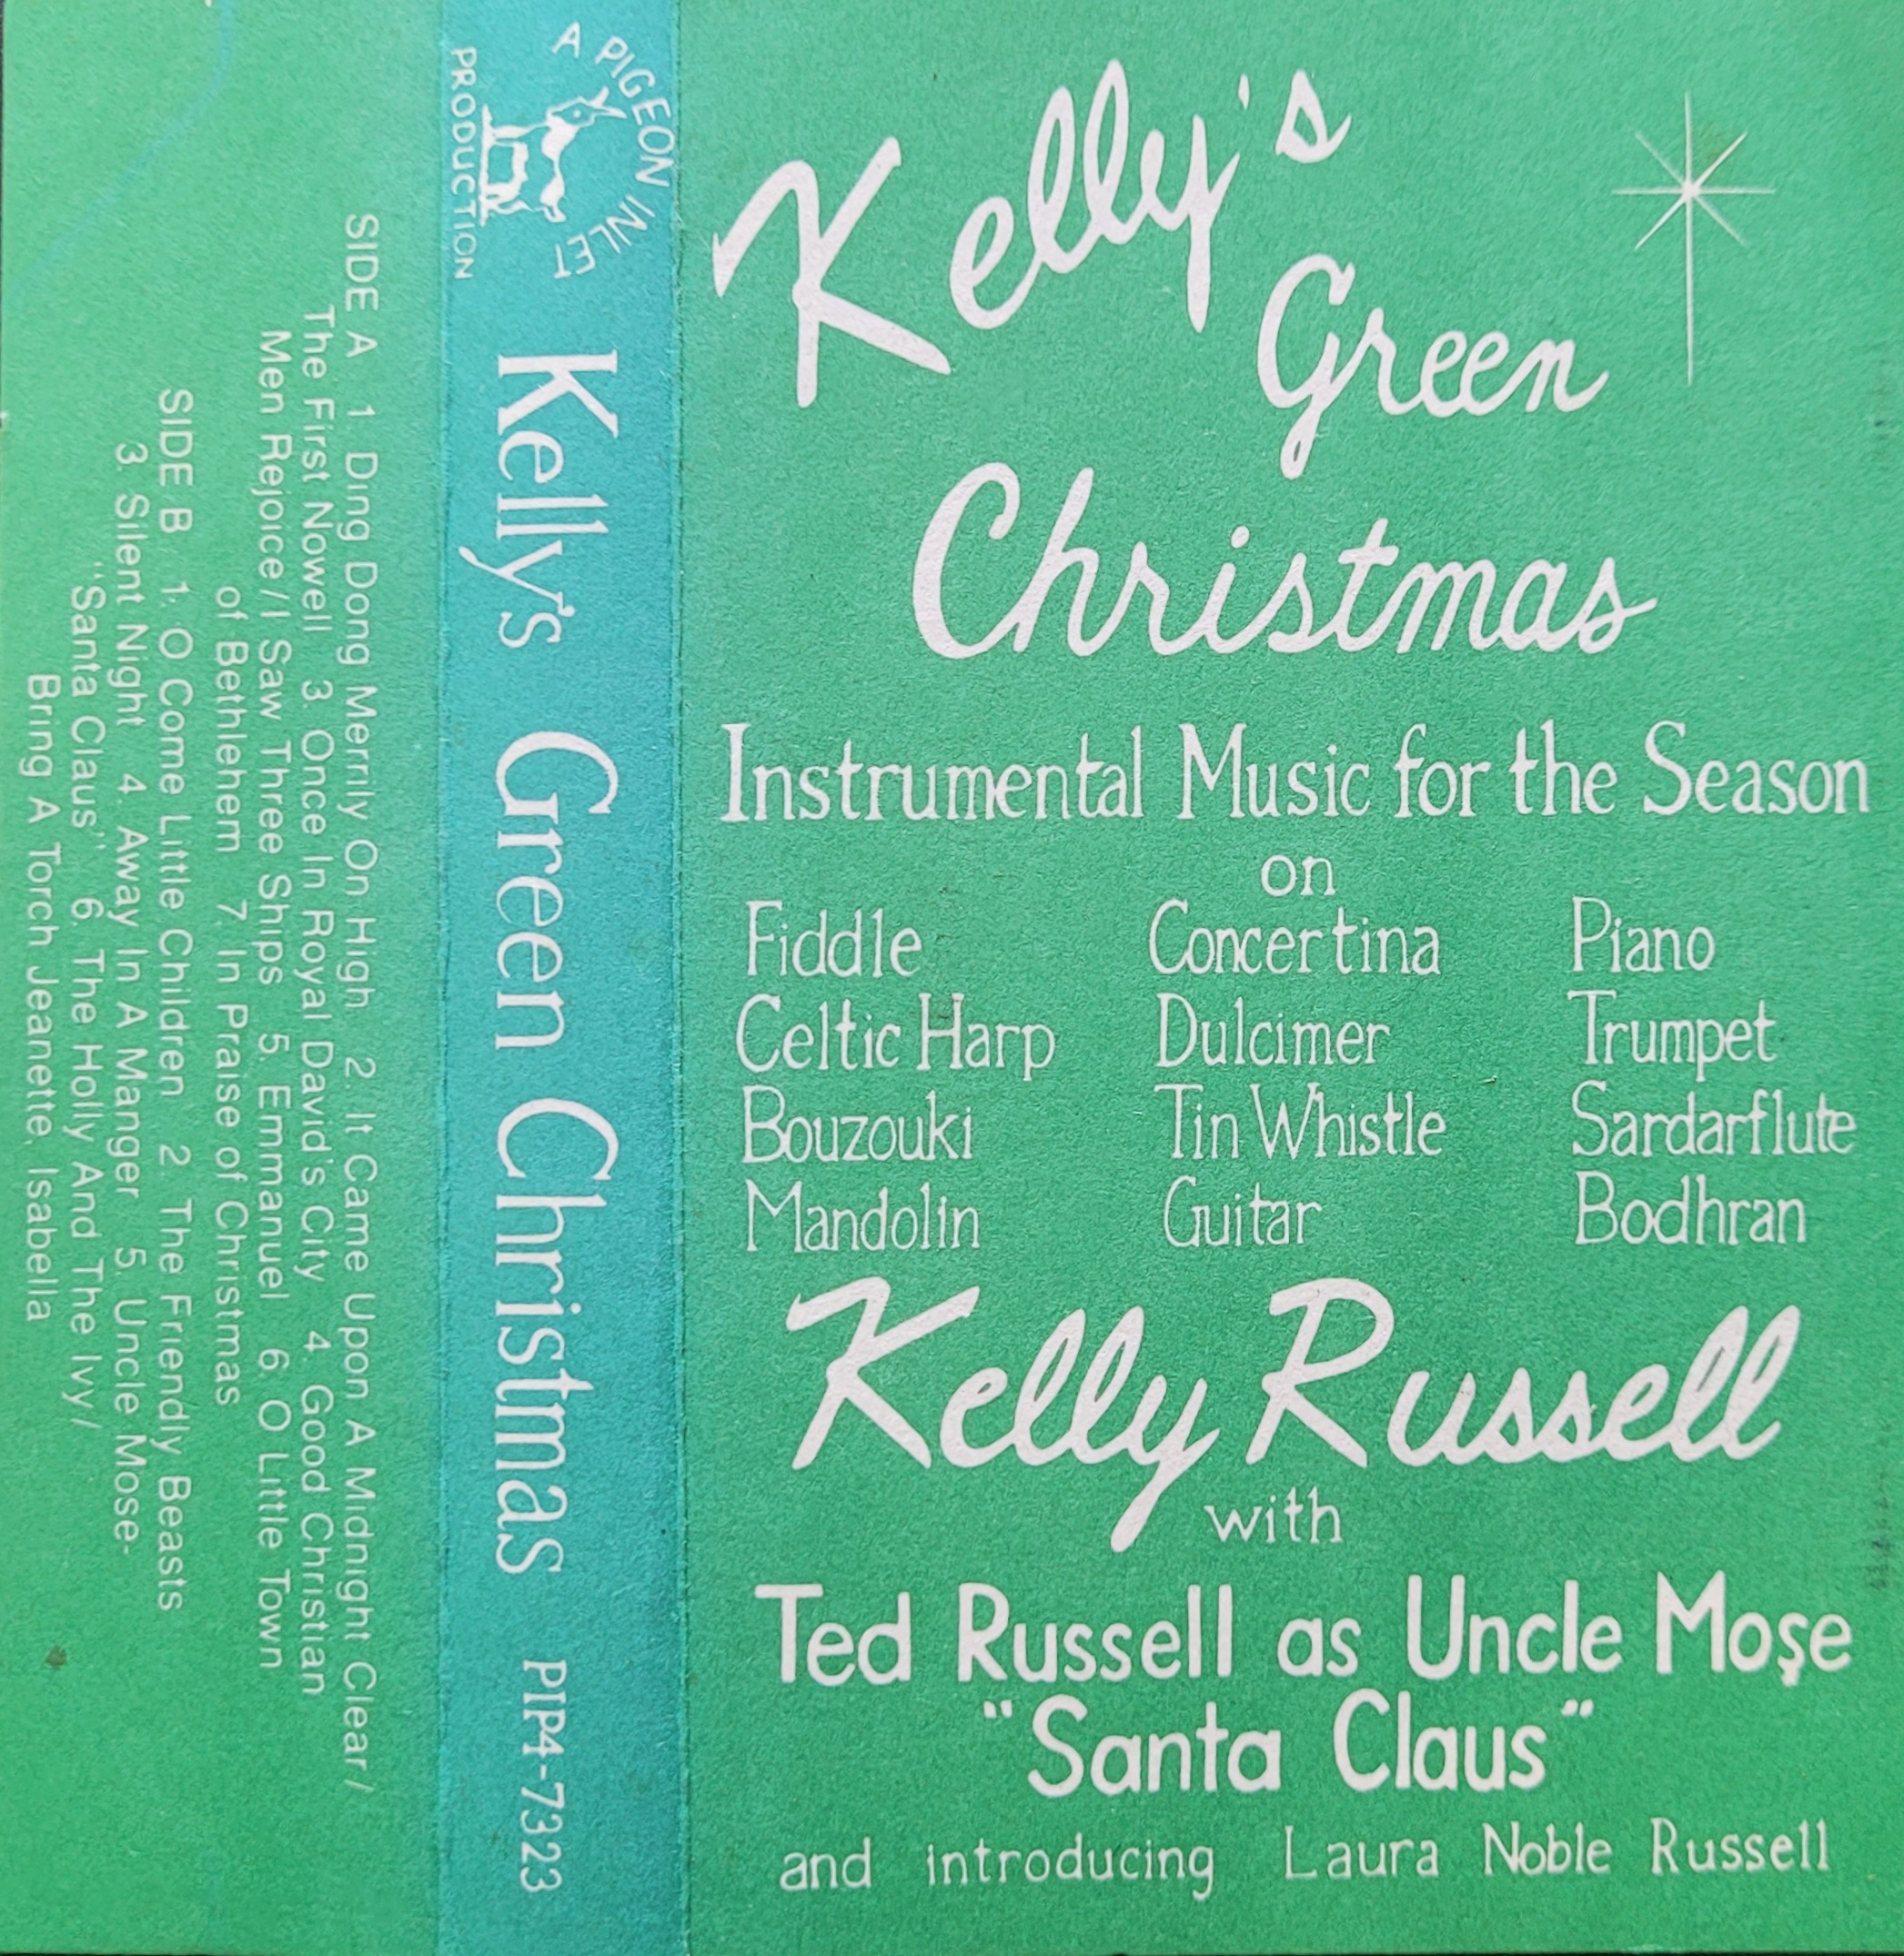 Kelly's
Green
Christmas
Instrumental Music for the Season
on
Fiddle Concertina Piano
Celtic Harp Dulcimer Trumpet
Bouzouki Tin Whistle Sardarflute
Mandolin Guitar Bodhran
Kelly Russell
with
Ted Russell as Uncle Mose
"Santa Claus"
and introducing Laura Noble Russell
A PIGEON INLET
PRODUCTION
Kelly's Green Christmas PIP4-7323
SIDE A 1. Ding Dong Merrily On High 2. It Came Upon A Midnight Clear/
The First Nowell 3. Once In Royal David's City 4. Good Christian
Men Rejoice/I Saw Three Ships 5. Emmanuel 6. O Little Town
of Bethlehem 7. In Praise of Christmas
SIDE B 1. O Come Little Children 2. The Friendly Beasts
3. Silent Night 4. Away In A Manger 5. Uncle Mose-
"Santa Claus" 6. The Holly And The Ivy/
Bring A Torch Jeanette, Isabella